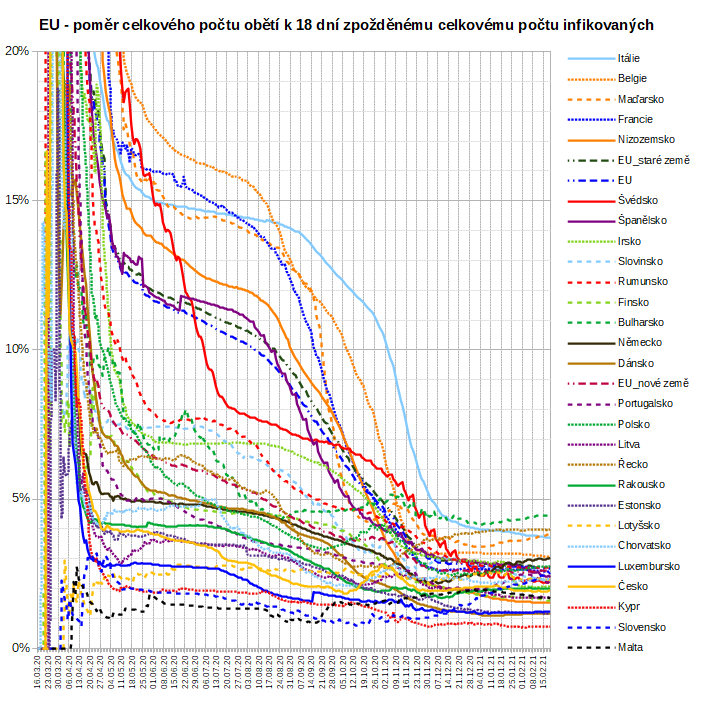 EU - poměr celkového počtu obětí k 18 dní zpožděnému celkovému počtu infikovaných
20%
15%
10%
5%
0%
Itálie
Belgie
Maďarsko
Francie
Nizozemsko
EU_staré země
EU
Švédsko
Španělsko
Irsko
Slovinsko
Rumunsko
Finsko
Bulharsko
Německo
Dánsko
EU_nové země
Portugalsko
Polsko
Litva
Řecko
Rakousko
Estonsko
Lotyšsko
Chorvatsko
Luxembursko
Česko
Kypr
Slovensko
Malta
16.03.20
23.03.20
30.03.20
06.04.20
13.04.20
20.04.20
27.04.20
04.05.20
11.05.20
18.05.20
25.05.20
01.06.20
08.06.20
15.06.20
22.06.20
29.06.20
06.07.20
13.07.20
20.07.20
27.07.20
03.08.20
10.08.20
17.08.20
24.08.20
31.08.20
07.09.20
14.09.20
21.09.20
28.09.20
05.10.20
12.10.20
19.10.20
26.10.20
02.11.20
09.11.20
16.11.20
23.11.20
30.11.20
07.12.20
14.12.20
21.12.20
28.12.20
04.01.21
11.01.21
18.01.21
25.01.21
01.02.21
08.02.21
15.02.21